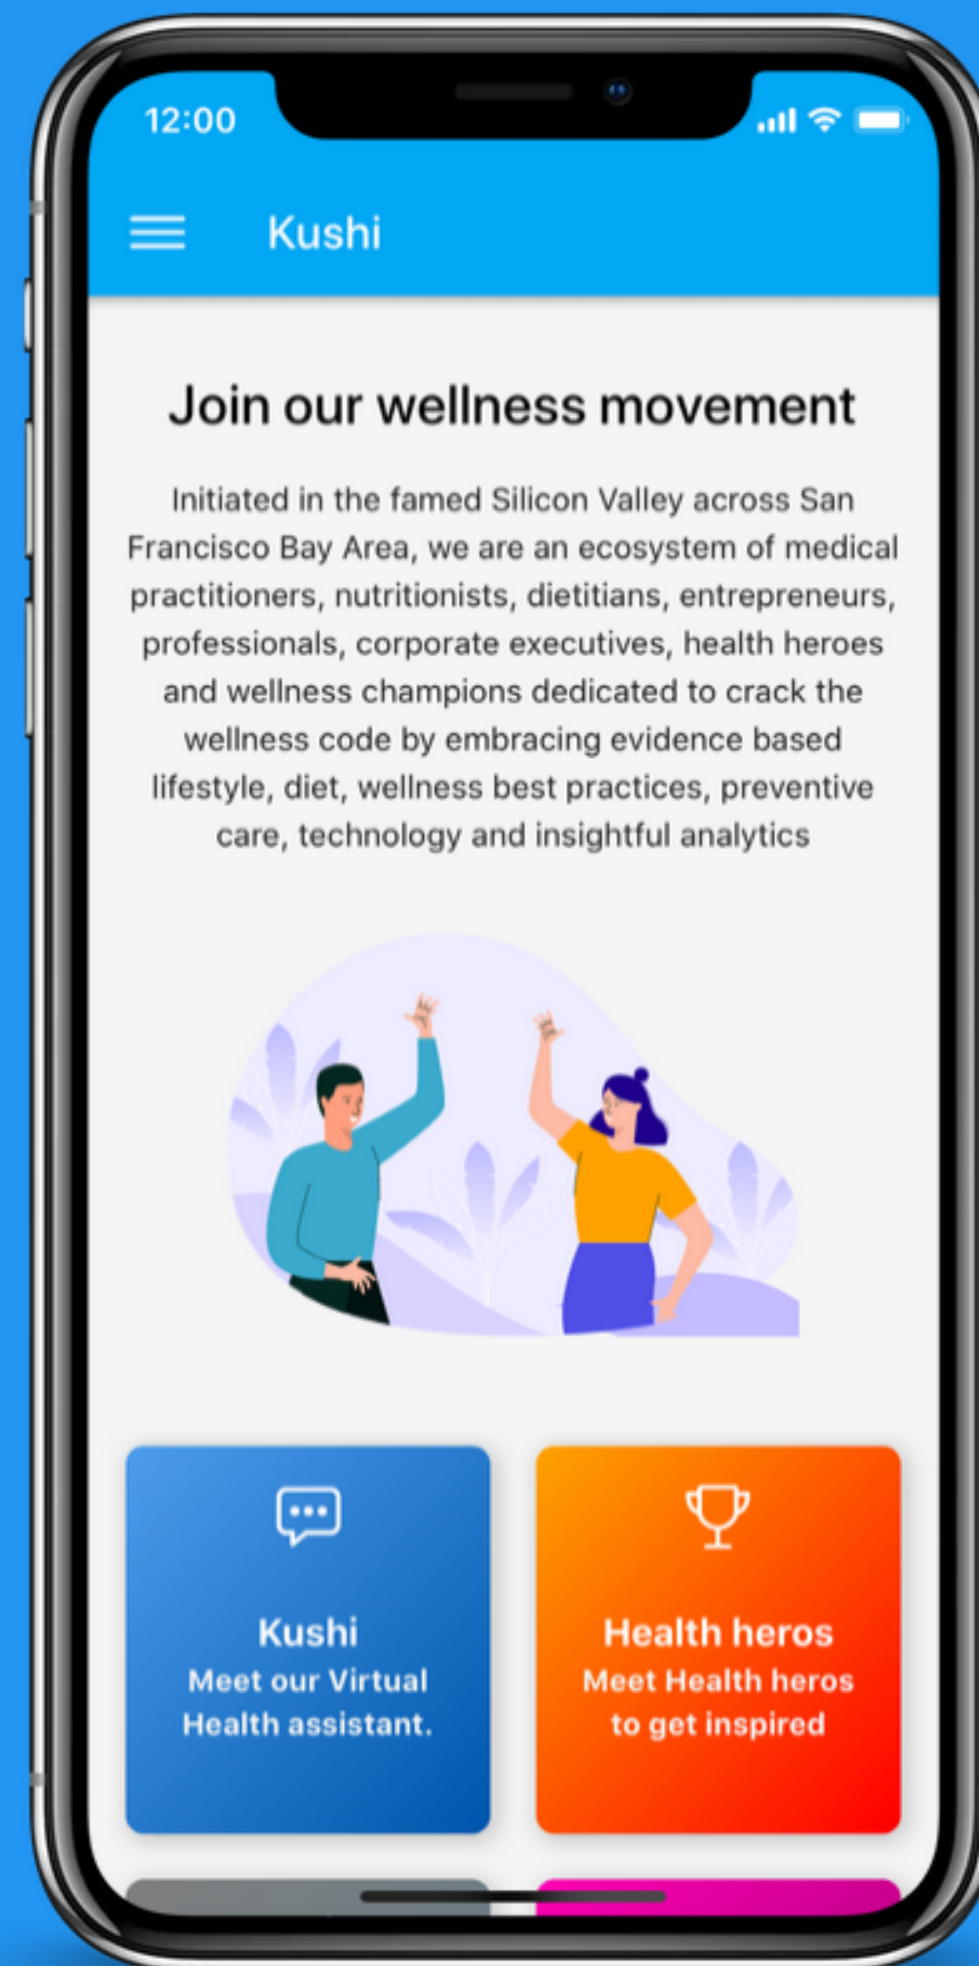 12:00
Kushi
Join our wellness movement
Initiated in the famed Silicon Valley across San
Francisco Bay Area, we are an ecosystem of medical
practitioners, nutritionists, dietitians, entrepreneurs,
professionals, corporate executives, health heroes
and wellness champions dedicated to crack the
wellness code by embracing evidence based
lifestyle, diet, wellness best practices, preventive
care, technology and insightful analytics
Kushi
Meet our Virtual
Health assistant.
Health heros
Meet Health heros
to get inspired